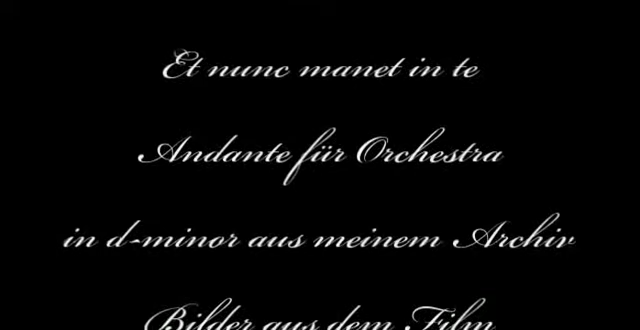 Et nunc manet in te
Andante für Orchestra
in d-minor aus meinem Archiv
Bilder aus dem Film